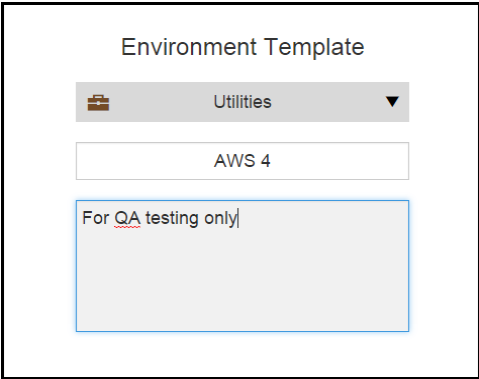 Environment Template
Utilities
AWS 4
For QA testing only